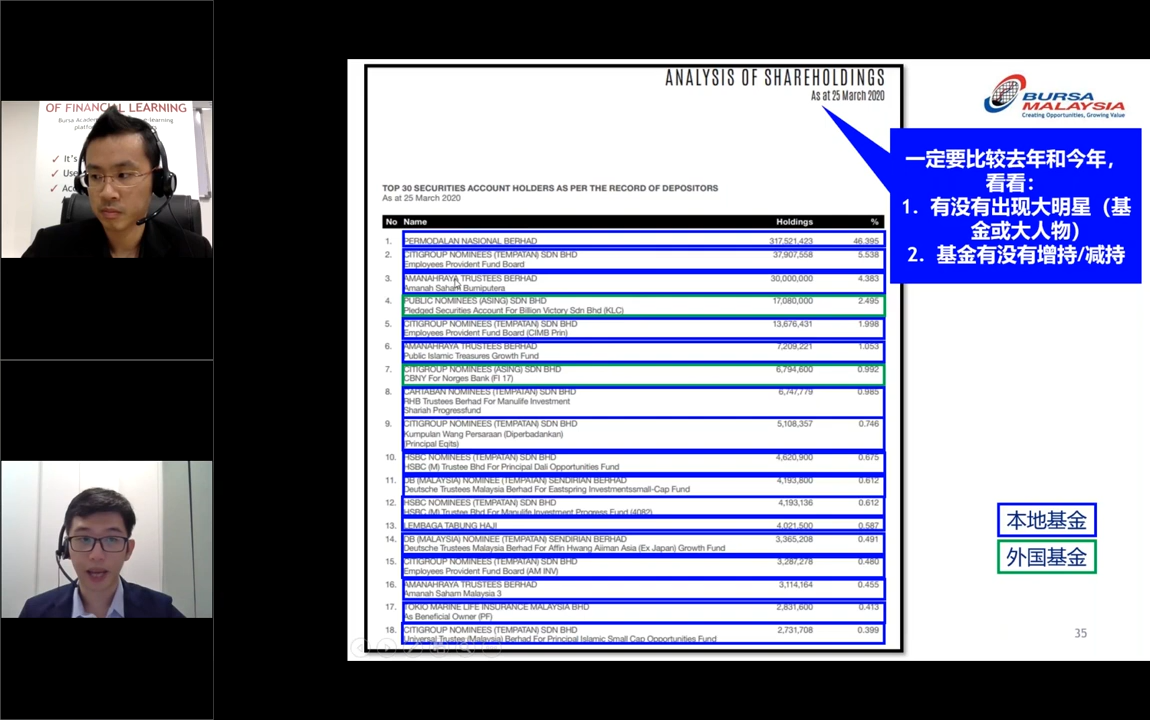 OF FINANCIAL LEARNING
ANALYSIS OF SHAREHOLDINGS
As at 25 March 2020
BURSA
MALAYSIA
Creating Opportunities, Growing Value
一定要比较去年和今年，
看看：
1. 有没有出现大明星（基
金或大人物）
2. 基金有没有增持/减持
TOP 30 SECURITIES ACCOUNT HOLDERS AS PER THE RECORD OF DEPOSITORS
As at 25 March 2020
No Name Holdings %
1. PERMODALAN NASIONAL BERHAD 317,521,423 46.395
2. CITIGROUP NOMINEES (TEMPATAN) SDN BHD 37,907,558 5.538
Employees Provident Fund Board
3. AMANAHRAYA TRUSTEES BERHAD 30,000,000 4.383
Amanah Saham Bumiputera
4. PUBLIC NOMINEES (ASING) SDN BHD 17,080,000 2.495
Pledged Securities Account For Billion Victory Sdn Bhd (KLC)
5. CITIGROUP NOMINEES (TEMPATAN) SDN BHD 13,676,431 1.998
Employees Provident Fund Board (CIMB Prin)
6. AMANAHRAYA TRUSTEES BERHAD 7,209,221 1.053
Public Islamic Treasures Growth Fund
7. CITIGROUP NOMINEES (ASING) SDN BHD 6,794,600 0.992
CBNY For Norges Bank (FI 17)
8. CARTABAN NOMINEES (TEMPATAN) SDN BHD 6,747,779 0.985
RHB Trustees Berhad For Manulife Investment
Shariah Progressfund
9. CITIGROUP NOMINEES (TEMPATAN) SDN BHD 5,108,357 0.746
Kumpulan Wang Persaraan (Diperbadankan)
(Principal Eqits)
10. HSBC NOMINEES (TEMPATAN) SDN BHD 4,620,900 0.675
HSBC (M) Trustee Bhd For Principal Dali Opportunities Fund
11. DB (MALAYSIA) NOMINEE (TEMPATAN) SENDIRIAN BERHAD 4,193,800 0.612
Deutsche Trustees Malaysia Berhad For Eastspring Investmentssmall-Cap Fund
12. HSBC NOMINEES (TEMPATAN) SDN BHD 4,193,136 0.612
HSBC (M) Trustee Bhd For Manulife Investment Progress Fund (4082)
13. LEMBAGA TABUNG HAJI 4,021,500 0.587
14. DB (MALAYSIA) NOMINEE (TEMPATAN) SENDIRIAN BERHAD 3,365,208 0.491
Deutsche Trustees Malaysia Berhad For Affin Hwang Aiiman Asia (Ex Japan) Growth Fund
15. CITIGROUP NOMINEES (TEMPATAN) SDN BHD 3,287,278 0.480
Employees Provident Fund Board (AM INV)
16. AMANAHRAYA TRUSTEES BERHAD 3,114,164 0.455
Amanah Saham Malaysia 3
17. TOKIO MARINE LIFE INSURANCE MALAYSIA BHD 2,831,600 0.413
As Beneficial Owner (PF)
18. CITIGROUP NOMINEES (TEMPATAN) SDN BHD 2,731,708 0.399
Universal Trustee (Malaysia) Berhad For Principal Islamic Small Cap Opportunities Fund
本地基金
外国基金
35